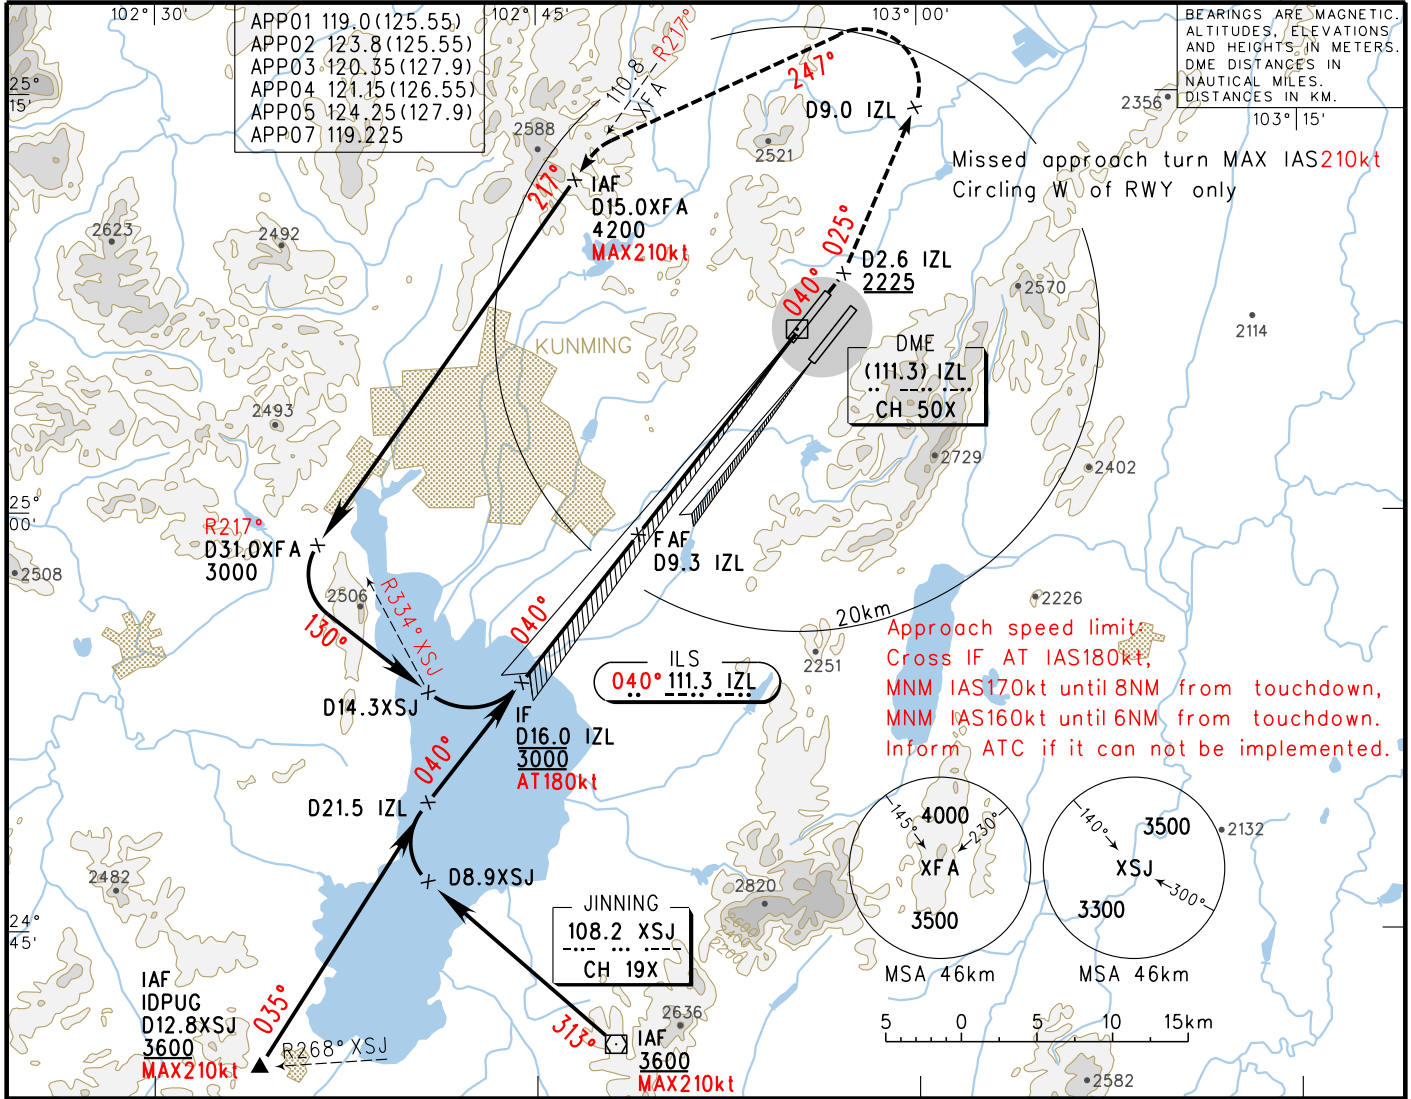 102°30'
102°45'
103°00'
APP01 119.0(125.55)
APP02 123.8(125.55)
APP03 120.35(127.9)
APP04 121.15(126.55)
APP05 124.25(127.9)
APP07 119.225
BEARINGS ARE MAGNETIC.
ALTITUDES, ELEVATIONS
AND HEIGHTS IN METERS.
DME DISTANCES IN
NAUTICAL MILES.
DISTANCES IN KM.
103°15'
25°
15'
110.8
XFA
R217°
247°
D9.0 IZL
2356
2588
2521
Missed approach turn MAX IAS210kt
Circling W of RWY only
217°
IAF
D15.0XFA
4200
MAX210kt
2623
2492
025°
D2.6 IZL
2225
040°
2570
2114
KUNMING
DME
(111.3) IZL
CH 50X
2493
2729
2402
25°
00'
R217°
D31.0XFA
3000
FAF
D9.3 IZL
2508
2506
R334° XSJ
130°
040°
20km
2226
2251
Approach speed limit:
Cross IF AT IAS180kt,
MNM IAS170kt until 8NM from touchdown,
MNM IAS160kt until 6NM from touchdown.
Inform ATC if it can not be implemented.
ILS
040° 111.3 IZL
D14.3XSJ
IF
D16.0 IZL
3000
AT180kt
040°
D21.5 IZL
4000
145°
230°
XFA
3500
MSA 46km
3500
140°
XSJ
300°
3300
MSA 46km
2132
D8.9XSJ
2482
2820
2600
2400
2200
JINNING
108.2 XSJ
CH 19X
24°
45'
IAF
IDPUG
D12.8XSJ
3600
MAX210kt
035°
R268° XSJ
313°
2636
IAF
3600
MAX210kt
5 0 5 10 15km
2582